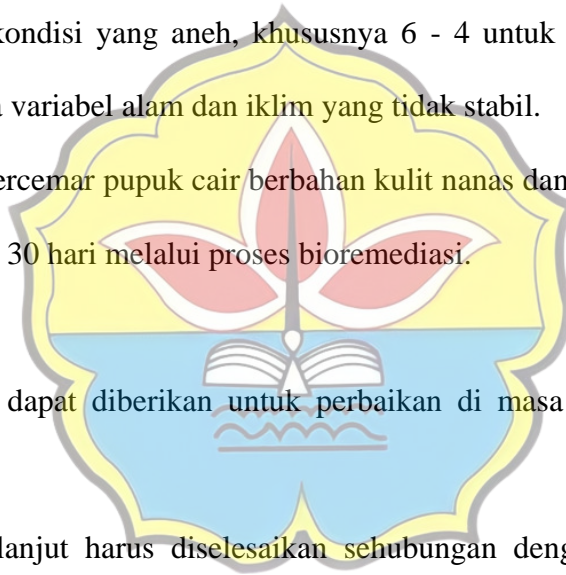 kondisi yang aneh, khususnya 6 - 4 untuk
variabel alam dan iklim yang tidak stabil.
ercemar pupuk cair berbahan kulit nanas dan
30 hari melalui proses bioremediasi.
dapat diberikan untuk perbaikan di masa
lanjut harus diselesaikan sehubungan deng